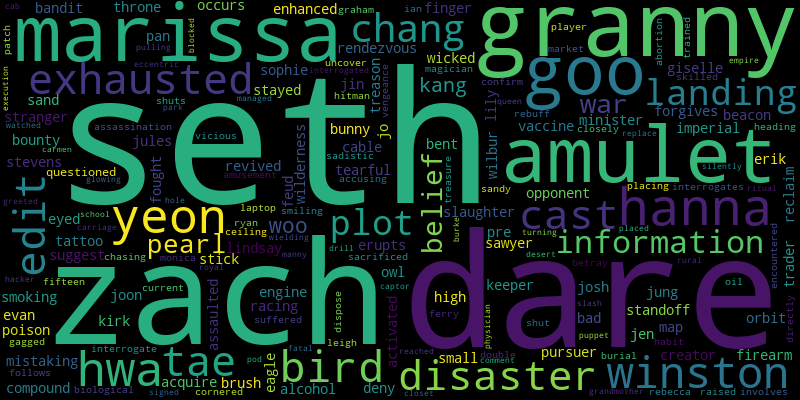 cab bandit throne occurs enhanced graham ian finger
marissa chang granny
patch pan blocked rendezvous player
pulling eccentric sophie uncover wicked market abortion trained empire
exhausted interrogated treason magician goo giselle skilled
execution sand shuts stayed jin hitman vengeance kang confirm war landing
stranger managed park queen forgives beacon
seth
bounty assassination bunny jo lily rebuff vaccine minister imperial heading
watched vicious cable bent wilbur closely replace
stevens carmen jules wilderness sadistic amulet silently erik
questioned glowing fought revived feud tearful accusing treasure sandy placing interrogates ritual
edit amusement hole sacrificed belief opponent hanna reclaim
greeted eyed school laptop smiling slaughter cast
yeon ryan woo plot burke pre turning placed encountered
tattoo carriage ceiling wielding sawyer information
suggest chasing pearl lindsay erupts desert trader
monica stick drill manny betray rural
zach royal owl keeper dare
hacker fifteen current engine captor high josh jung oil orbit
smoking joon racing dispose activated slash
evan kirk assaulted suffered ferry physician shut bad standoff map directly
poison leigh puppet jen habit
gagged interrogate fatal reached small double pursuer burial creator firearm
mistaking hwa tae pod bird comment
follows acquire eagle disaster winston
compound biological brush cornered alcohol deny closet grandmother rebecca raised involves
signed